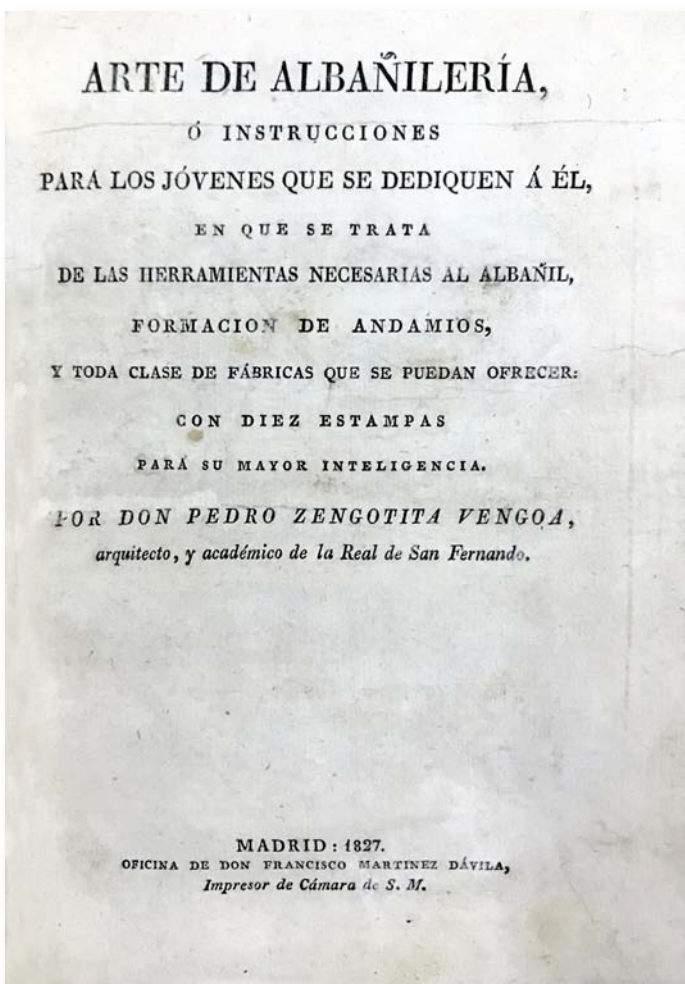 ARTE DE ALBAÑILERÍA,
Ó INSTRUCCIONES
PARA LOS JÓVENES QUE SE DEDIQUEN Á ÉL,
EN QUE SE TRATA
DE LAS HERRAMIENTAS NECESARIAS AL ALBAÑIL,
FORMACION DE ANDAMIOS,
Y TODA CLASE DE FÁBRICAS QUE SE PUEDAN OFRECER:
CON DIEZ ESTAMPAS
PARA SU MAYOR INTELIGENCIA.
POR DON PEDRO ZENGOTITA VENGOA,
arquitecto, y académico de la Real de San Fernando.
MADRID: 1827.
OFICINA DE DON FRANCISCO MARTINEZ DÁVILA,
Impresor de Cámara de S. M.